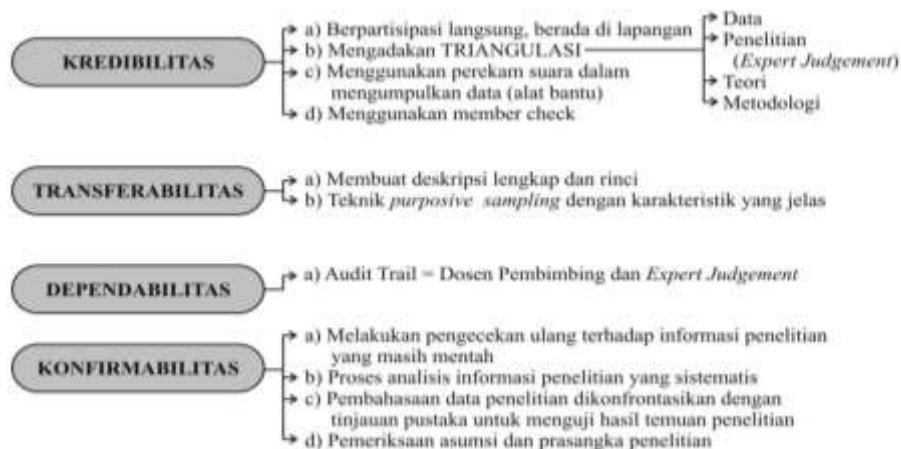 KREDIBILITAS
a) Berpartisipasi langsung, berada di lapangan
b) Mengadakan TRIANGULASI
c) Menggunakan perekam suara dalam
mengumpulkan data (alat bantu)
d) Menggunakan member check
Data
Penelitian
(Expert Judgement)
Teori
Metodologi
TRANSFERABILITAS
a) Membuat deskripsi lengkap dan rinci
b) Teknik purposive sampling dengan karakteristik yang jelas
DEPENDABILITAS
a) Audit Trail = Dosen Pembimbing dan Expert Judgement
KONFIRMABILITAS
a) Melakukan pengecekan ulang terhadap informasi penelitian
yang masih mentah
b) Proses analisis informasi penelitian yang sistematis
c) Pembahasaan data penelitian dikonfrontasikan dengan
tinjauan pustaka untuk menguji hasil temuan penelitian
d) Pemeriksaan asumsi dan prasangka penelitian